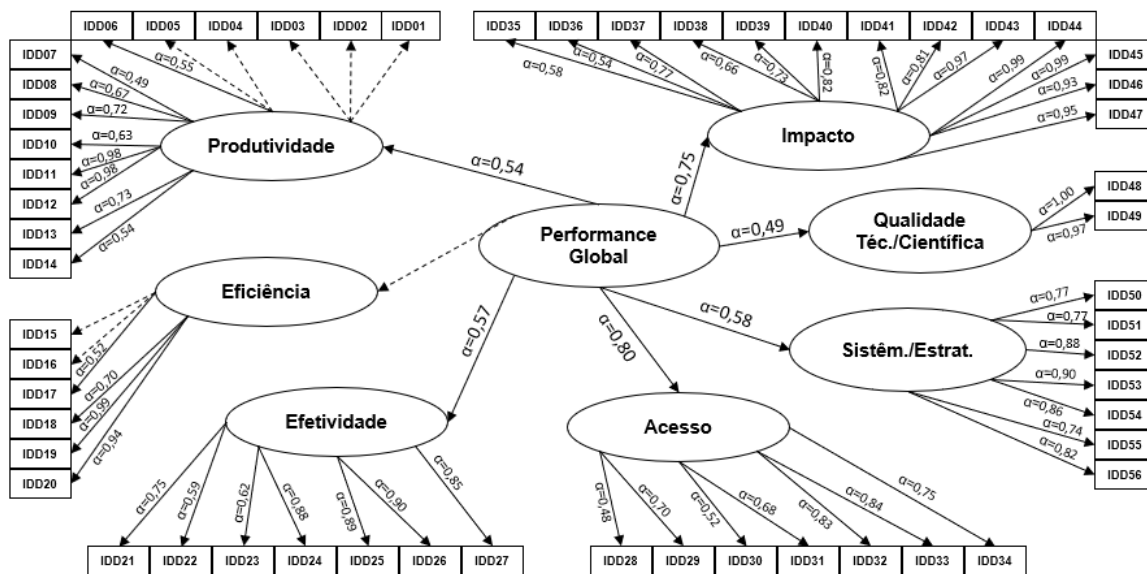 IDD06 IDD05 IDD04 IDD03 IDD02 IDD01
IDD35 IDD36 IDD37 IDD38 IDD39 IDD40 IDD41 IDD42 IDD43 IDD44
IDD07
IDD08
IDD09
IDD10
IDD11
IDD12
IDD13
IDD14
α=0,55
α=0,49
α=0,67
α=0,72
α=0,63
α=0,98
α=0,98
α=0,73
α=0,54
Produtividade
α=0,58
α=0,54
α=0,77
α=0,66
α=0,73
α=0,82
α=0,82
α=0,81
α=0,97
α=0,99
α=0,99
α=0,93
α=0,95
IDD45
IDD46
IDD47
Impacto
α=0,54
α=0,75
Performance
Global
α=0,49
Qualidade
Téc./Científica
α=1,00
α=0,97
IDD48
IDD49
Eficiência
IDD15
IDD16
IDD17
IDD18
IDD19
IDD20
α=0,52
α=0,70
α=0,99
α=0,94
α=0,57
α=0,80
α=0,58
Sistêm./Estrat.
α=0,77
α=0,77
α=0,88
α=0,90
α=0,86
α=0,74
α=0,82
IDD50
IDD51
IDD52
IDD53
IDD54
IDD55
IDD56
Efetividade
α=0,75
α=0,59
α=0,62
α=0,88
α=0,89
α=0,90
α=0,85
IDD21 IDD22 IDD23 IDD24 IDD25 IDD26 IDD27
Acesso
α=0,48
α=0,70
α=0,52
α=0,68
α=0,83
α=0,84
α=0,75
IDD28 IDD29 IDD30 IDD31 IDD32 IDD33 IDD34